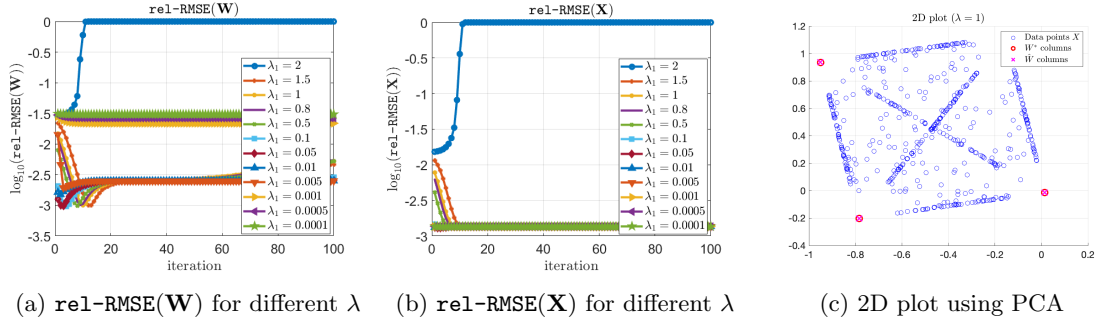 rel-RMSE(W)
log₁₀(rel-RMSE(W))
0
-0.5
-1
-1.5
-2
-2.5
-3
-3.5
0 20 40 60 80 100
iteration
λ₁ = 2
λ₁ = 1.5
λ₁ = 1
λ₁ = 0.8
λ₁ = 0.5
λ₁ = 0.1
λ₁ = 0.05
λ₁ = 0.01
λ₁ = 0.005
λ₁ = 0.001
λ₁ = 0.0005
λ₁ = 0.0001
(a) rel-RMSE(W) for different λ
rel-RMSE(X)
log₁₀(rel-RMSE(X))
0
-0.5
-1
-1.5
-2
-2.5
-3
0 20 40 60 80 100
iteration
λ₁ = 2
λ₁ = 1.5
λ₁ = 1
λ₁ = 0.8
λ₁ = 0.5
λ₁ = 0.1
λ₁ = 0.05
λ₁ = 0.01
λ₁ = 0.005
λ₁ = 0.001
λ₁ = 0.0005
λ₁ = 0.0001
(b) rel-RMSE(X) for different λ
2D plot (λ = 1)
1.2
1
0.8
0.6
0.4
0.2
0
-0.2
-0.4
-1 -0.8 -0.6 -0.4 -0.2 0 0.2
Data points X
W* columns
W columns
(c) 2D plot using PCA